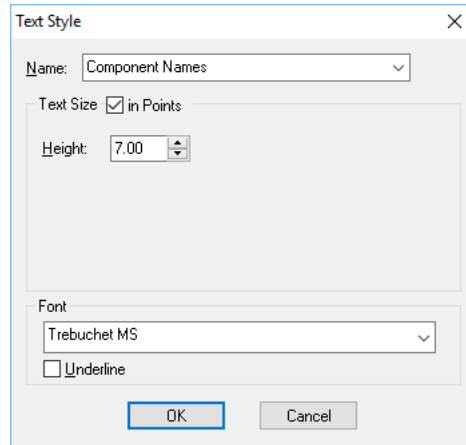 Text Style
Name: Component Names
Text Size in Points
Height: 7.00
Font
Trebuchet MS
Underline
OK Cancel